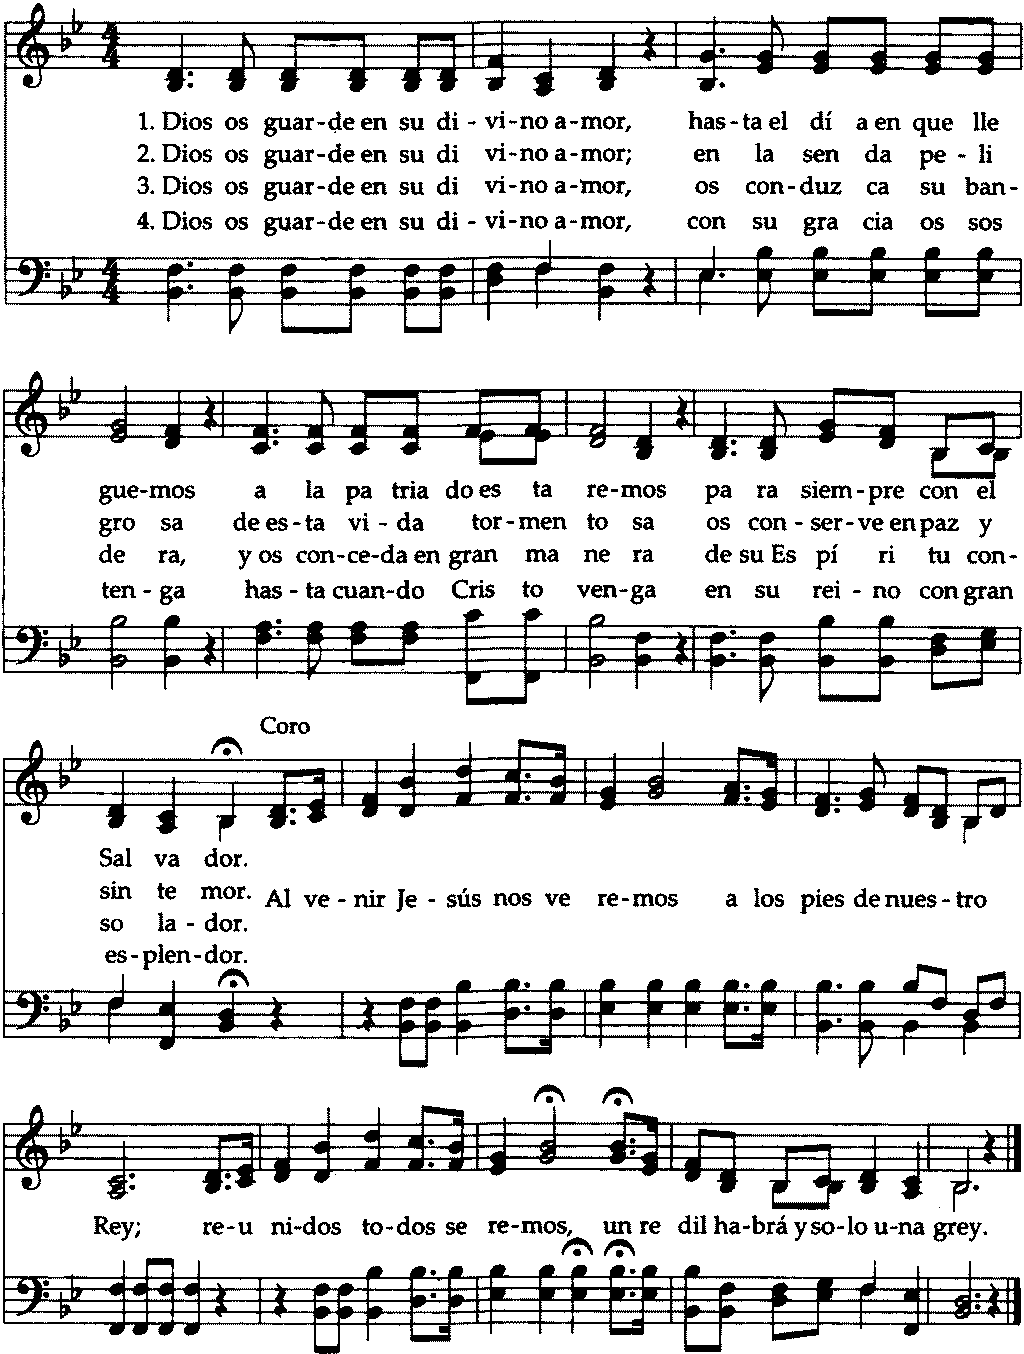 1. Dios os guar-de en su di - vi-no a-mor, has-ta el dí a en que lle
2. Dios os guar-de en su di vi-no a-mor; en la sen da pe - li
3. Dios os guar-de en su di vi-no a-mor, os con-duz ca su ban-
4. Dios os guar-de en su di - vi-no a-mor, con su gra cia os sos
gue-mos a la pa tria do es ta re-mos pa ra siem-pre con el
gro sa de es-ta vi-da tor-men to sa os con-ser-ve en paz y
de ra, y os con-ce-da en gran ma ne ra de su Es pí ri tu con-
ten-ga has-ta cuan-do Cris to ven-ga en su rei-no con gran
Coro
Sal va dor.
sin te mor.
so la-dor.
es-plen-dor.
Al ve-nir Je-sús nos ve re-mos a los pies de nues-tro
Rey; re-u ni-dos to-dos se re-mos, un re dil ha-brá y so-lo u-na grey.